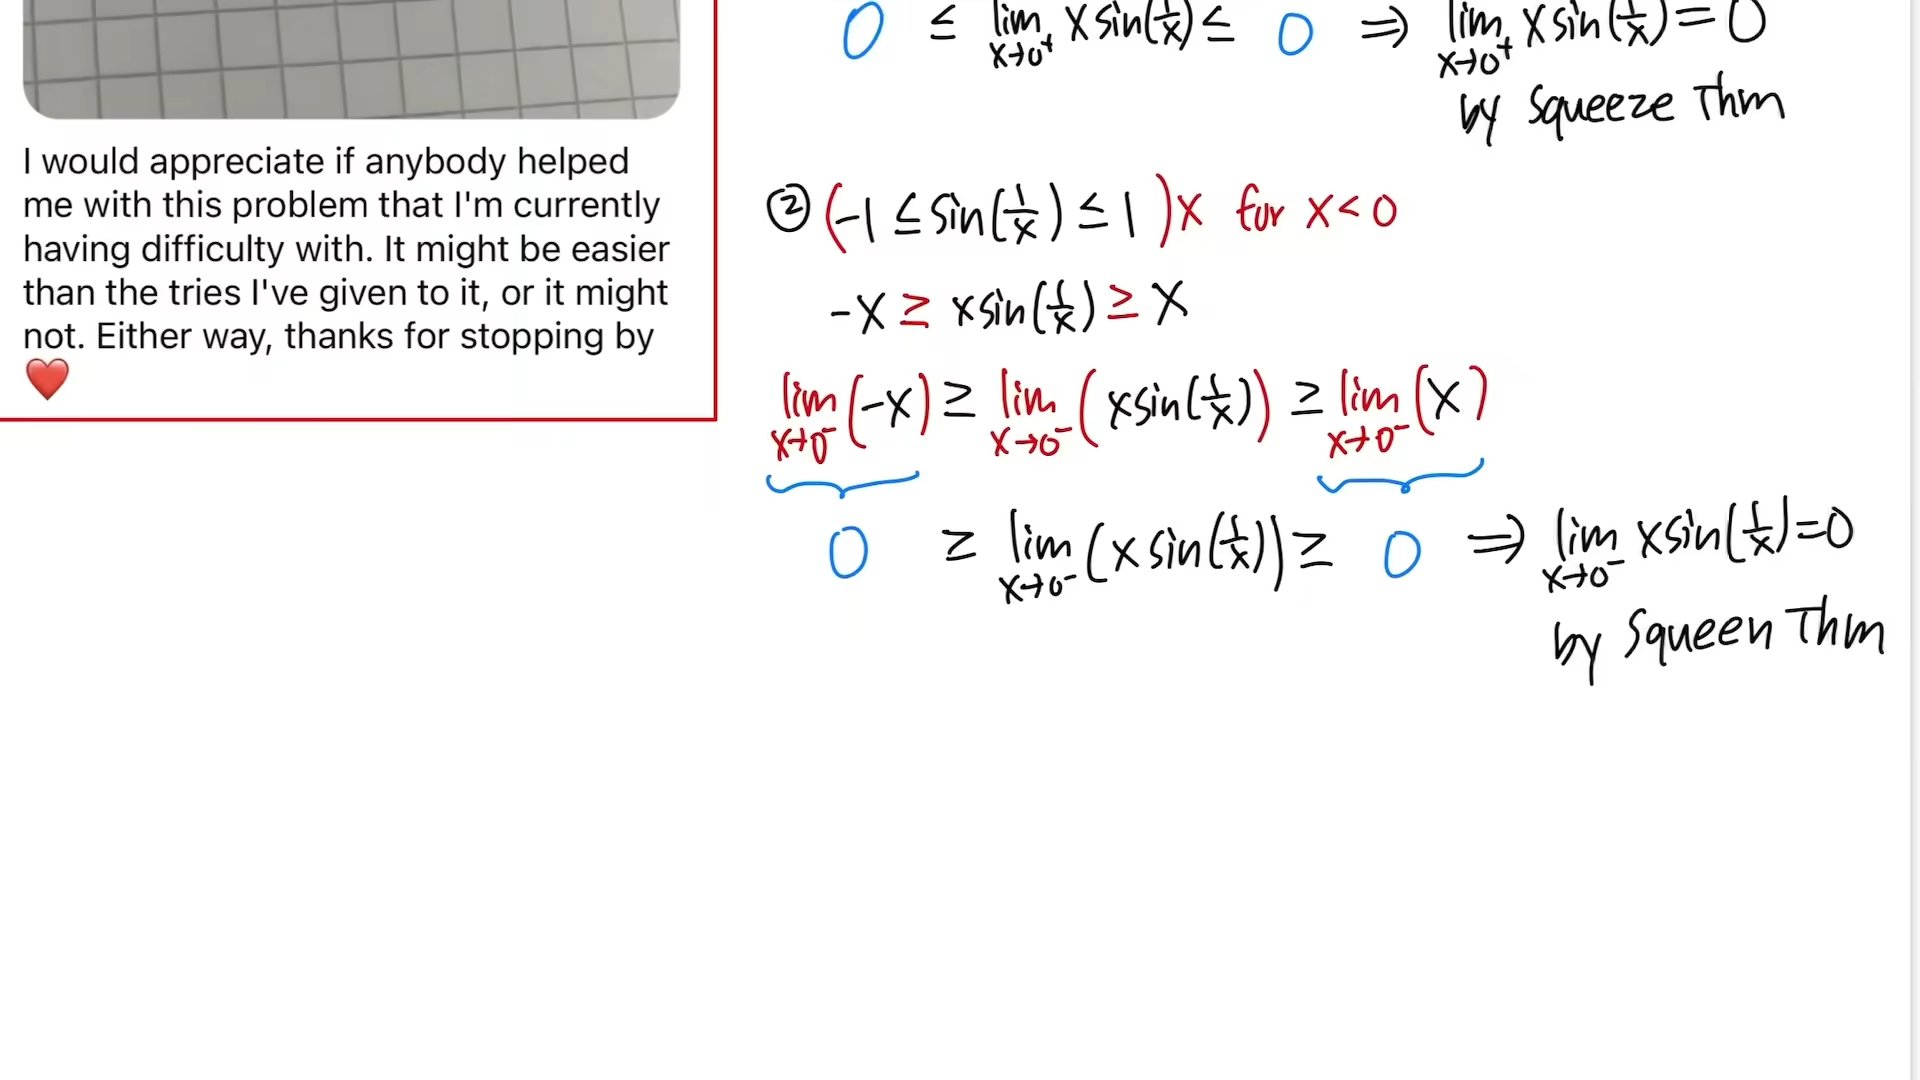 0 ≤ lim x→0⁺ x sin(1/x) ≤ 0 ⇒ lim x→0⁺ x sin(1/x) = 0
by Squeeze Thm
I would appreciate if anybody helped
me with this problem that I'm currently
having difficulty with. It might be easier
than the tries I've given to it, or it might
not. Either way, thanks for stopping by
❤️
② (-1 ≤ sin(1/x) ≤ 1)x for x<0
-x ≥ x sin(1/x) ≥ x
lim x→0⁻ (-x) ≥ lim x→0⁻ (x sin(1/x)) ≥ lim x→0⁻ (x)
0 ≥ lim x→0⁻ (x sin(1/x)) ≥ 0 ⇒ lim x→0⁻ x sin(1/x) = 0
by Squeen Thm